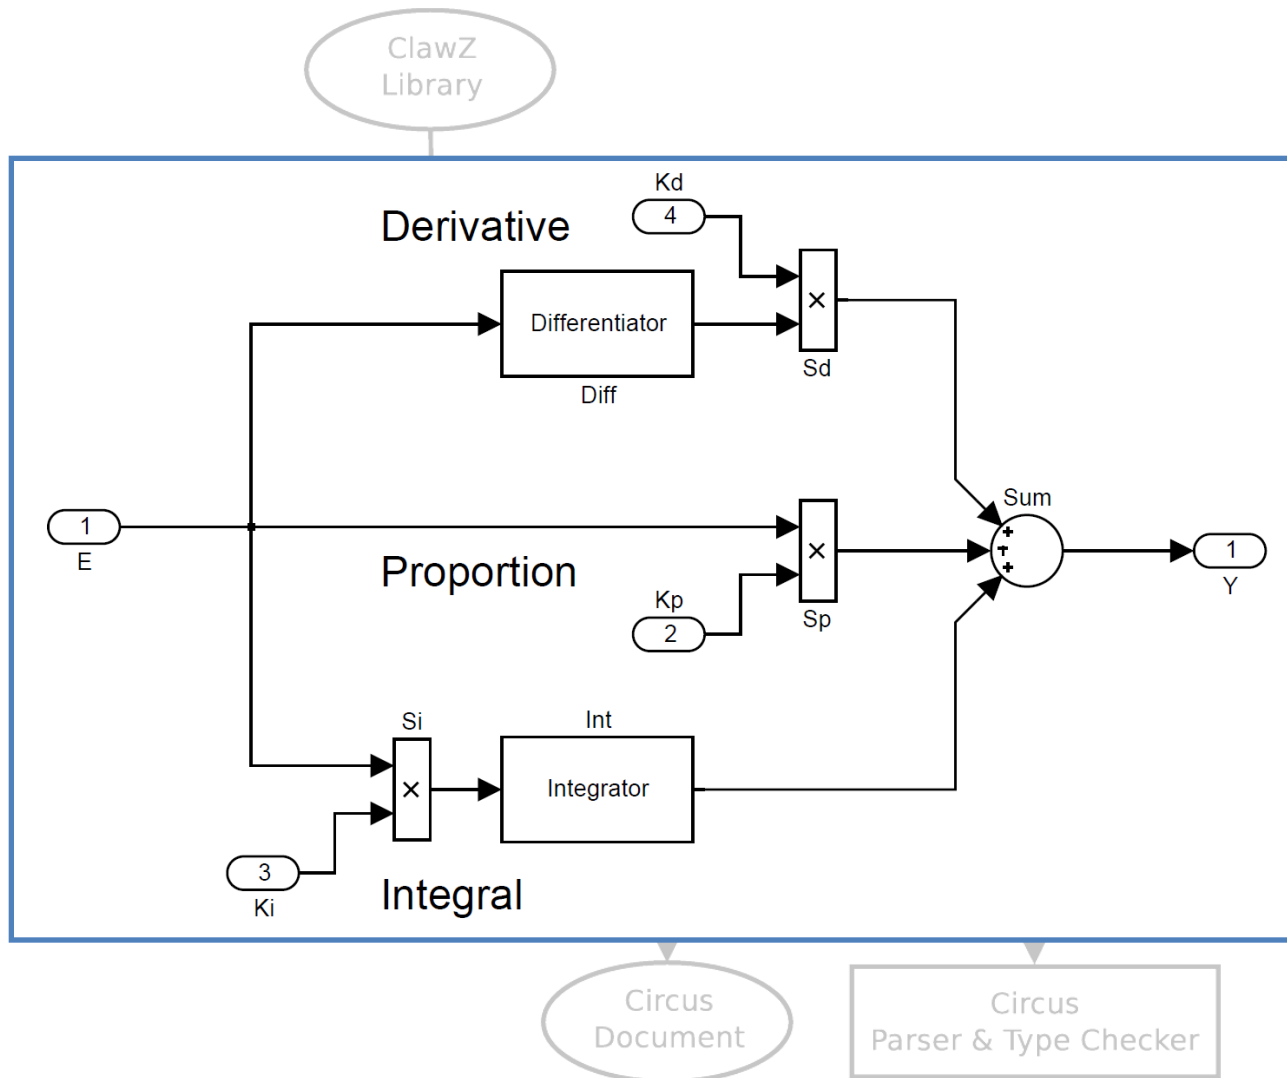 ClawZ
Library
Kd
4
Derivative
×
Differentiator
Sd
Diff
Sum
1
E
+
+
+
×
1
Y
Proportion
Kp
2
Sp
Si
Int
×
Integrator
3
Ki
Integral
Circus
Document
Circus
Parser & Type Checker